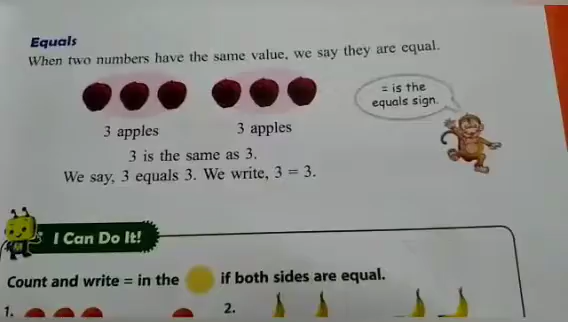 Equals
When two numbers have the same value, we say they are equal.
= is the
equals sign.
3 apples 3 apples
3 is the same as 3.
We say, 3 equals 3. We write, 3 = 3.
I Can Do It!
Count and write = in the if both sides are equal.
1. 2.